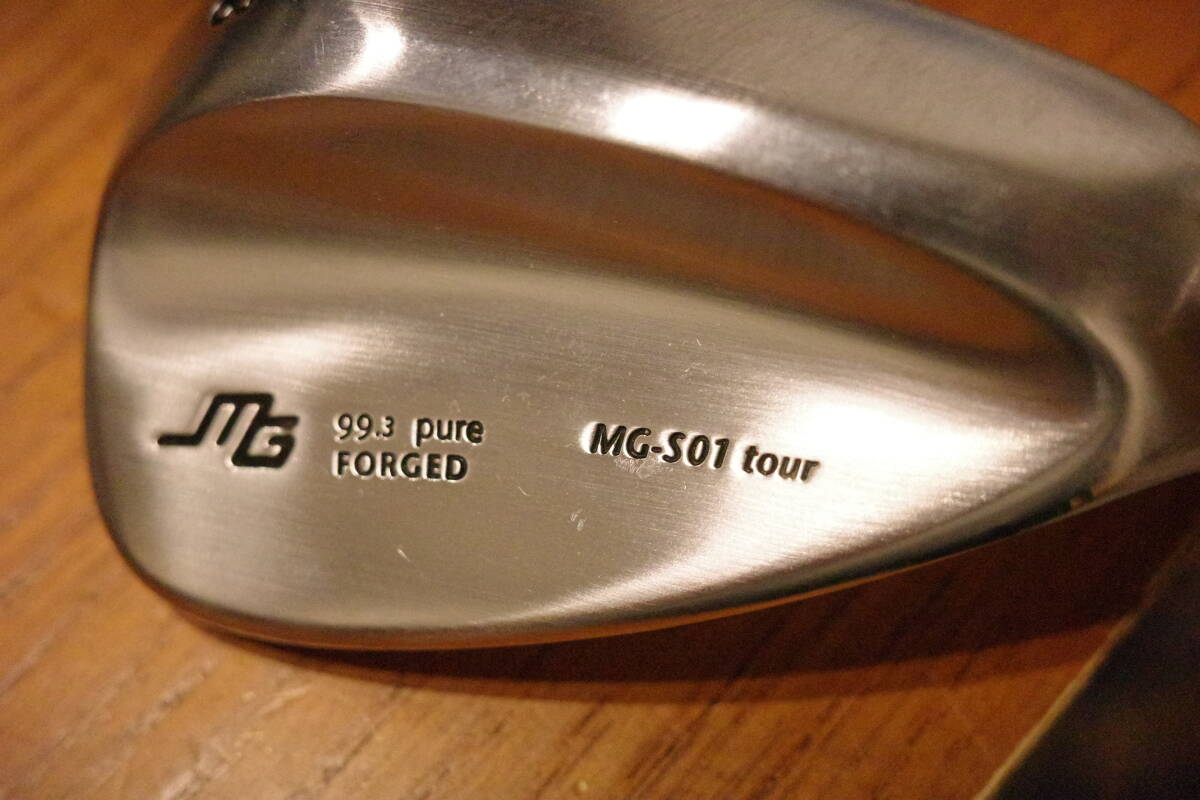 MG
99.3 pure
FORGED
MG-S01 tour